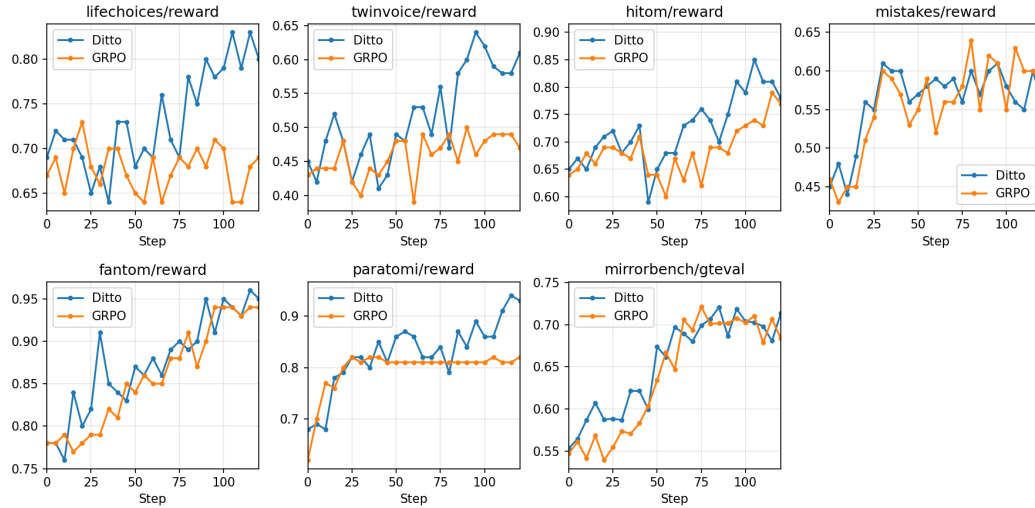 lifechoices/reward
0.80
0.75
0.70
0.65
0
25
50
75
100
Step
Ditto
GRPO
twinvoice/reward
0.65
0.60
0.55
0.50
0.45
0.40
0
25
50
75
100
Step
Ditto
GRPO
hitom/reward
0.90
0.85
0.80
0.75
0.70
0.65
0.60
0
25
50
75
100
Step
Ditto
GRPO
mistakes/reward
0.65
0.60
0.55
0.50
0.45
0
25
50
75
100
Step
Ditto
GRPO
fantom/reward
0.95
0.90
0.85
0.80
0.75
0
25
50
75
100
Step
Ditto
GRPO
paratomi/reward
0.9
0.8
0.7
0
25
50
75
100
Step
Ditto
GRPO
mirrorbench/gteval
0.75
0.70
0.65
0.60
0.55
0
25
50
75
100
Step
Ditto
GRPO